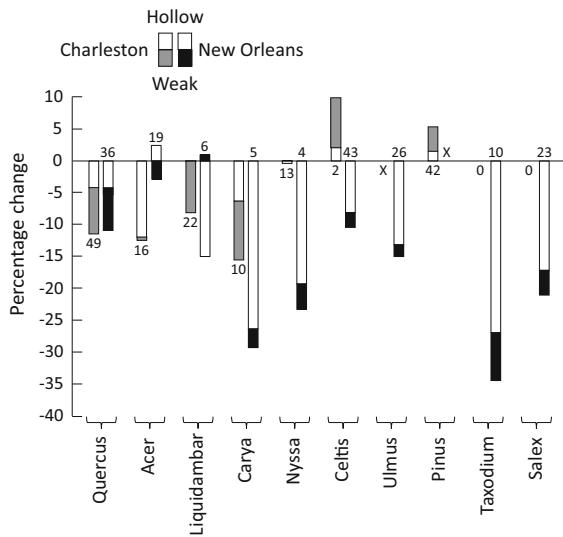 Hollow
Charleston New Orleans
Weak
Percentage change
10
5
0
-5
-10
-15
-20
-25
-30
-35
-40
36 19 6 5 4 43 26 X 10 23
49 16 22 10 13 2 X 42 0 0
Quercus
Acer
Liquidambar
Carya
Nyssa
Celtis
Ulmus
Pinus
Taxodium
Salex